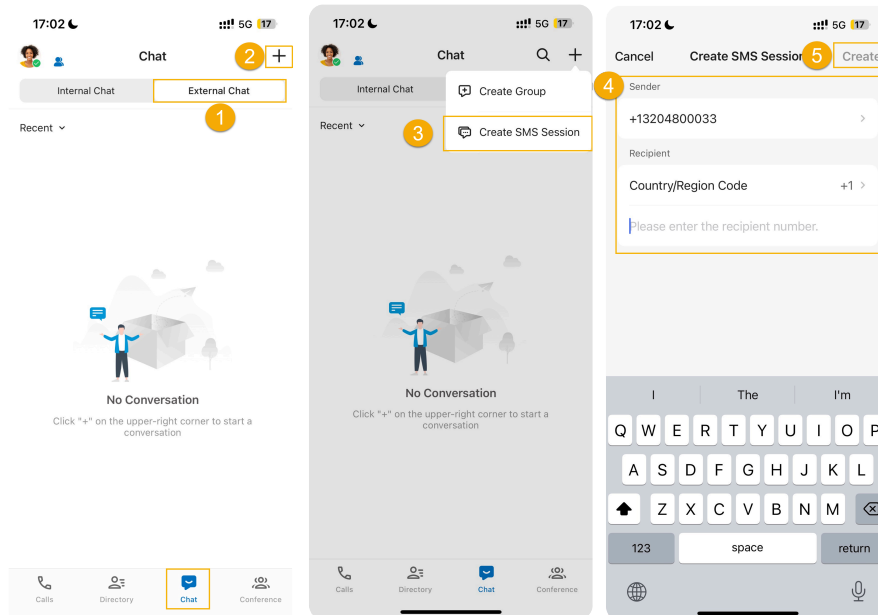 17:02
5G 17
Chat
2
+
Internal Chat
External Chat
1
Recent
No Conversation
Click "+" on the upper-right corner to start a
conversation
Calls
Directory
Chat
Conference
17:02
5G 17
Chat
+
Internal Chat
Create Group
Recent
3
Create SMS Session
No Conversation
Click "+" on the upper-right corner to start a
conversation
Calls
Directory
Chat
Conference
17:02
5G 17
Cancel
Create SMS Session
5
Create
4
Sender
+13204800033
Recipient
Country/Region Code
+1
Please enter the recipient number.
I
The
I'm
Q W E R T Y U I O P
A S D F G H J K L
Z X C V B N M
123
space
return